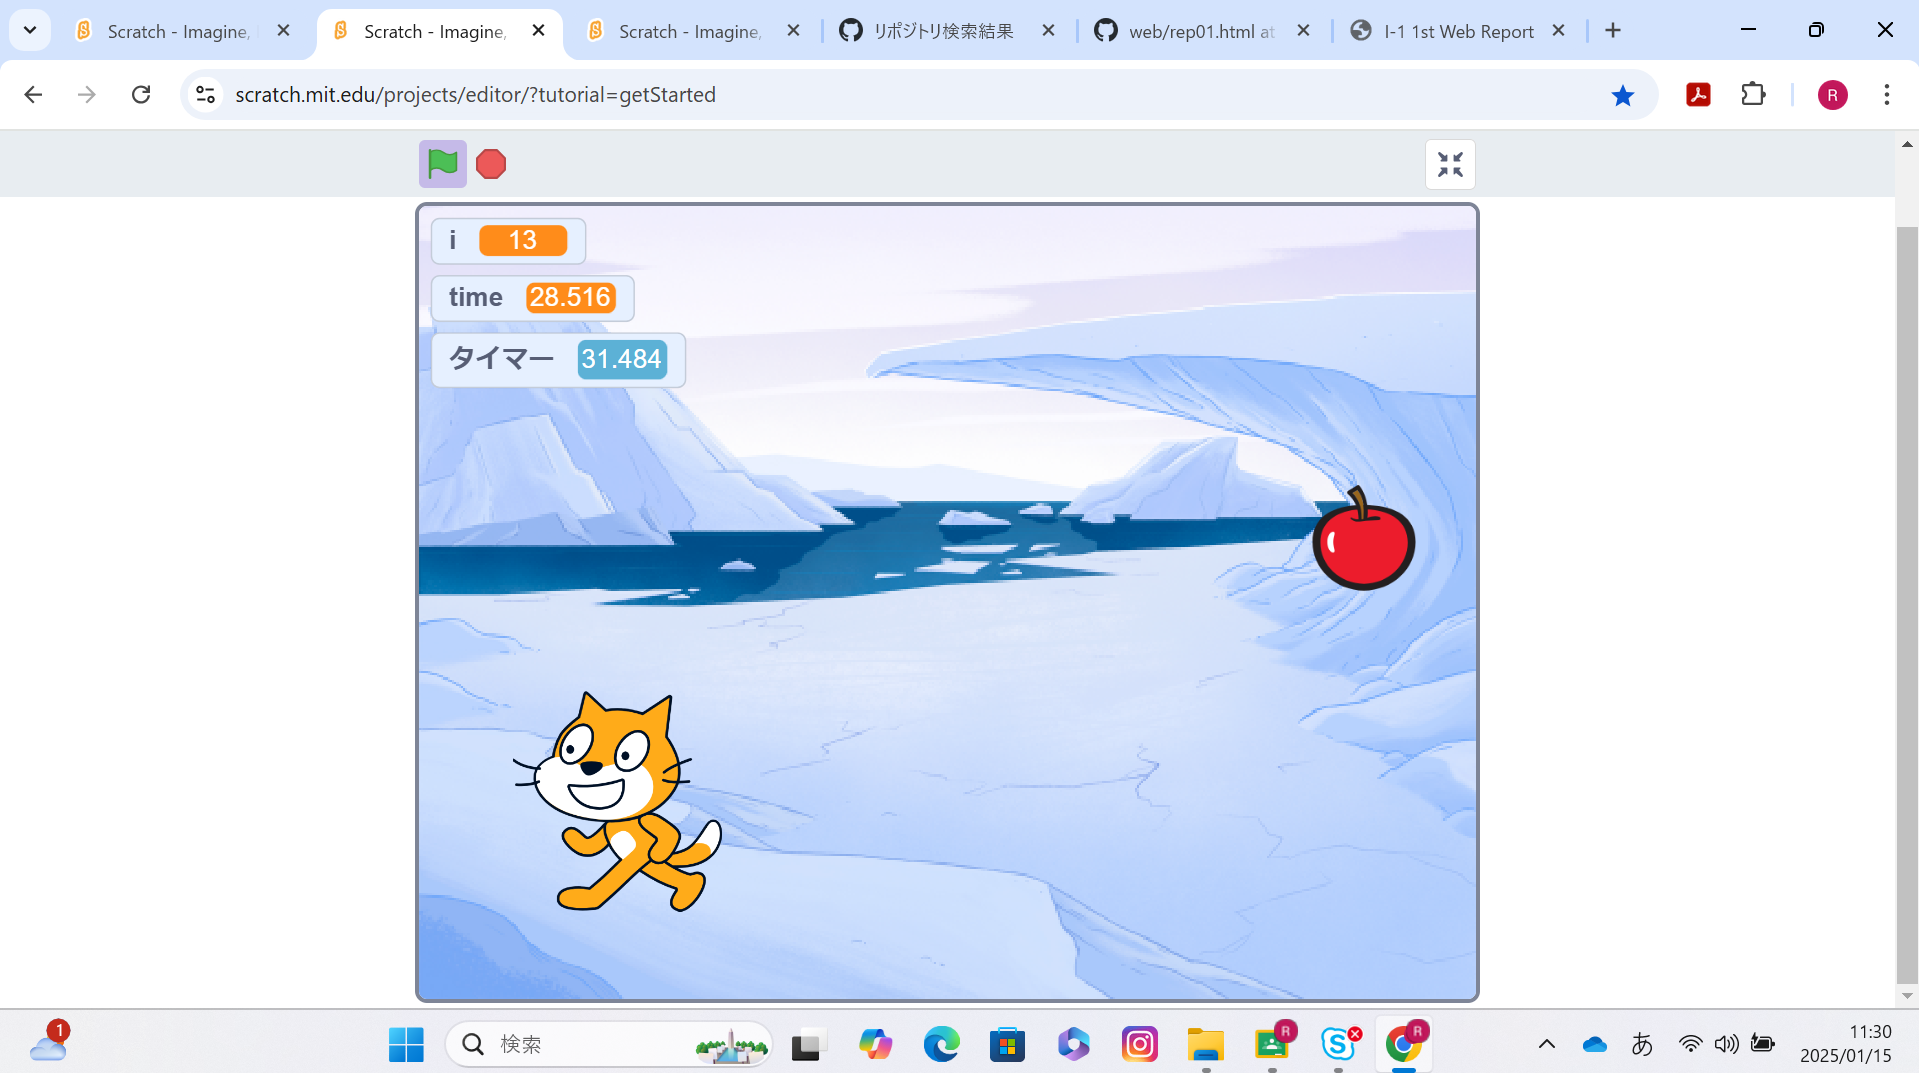 Scratch - Imagine,
Scratch - Imagine,
Scratch - Imagine,
リポジトリ検索結果
web/rep01.html at
I-1 1st Web Report
scratch.mit.edu/projects/editor/?tutorial=getStarted
R
i 13
time 28.516
タイマー 31.484
1
検索
R
R
あ
11:30
2025/01/15